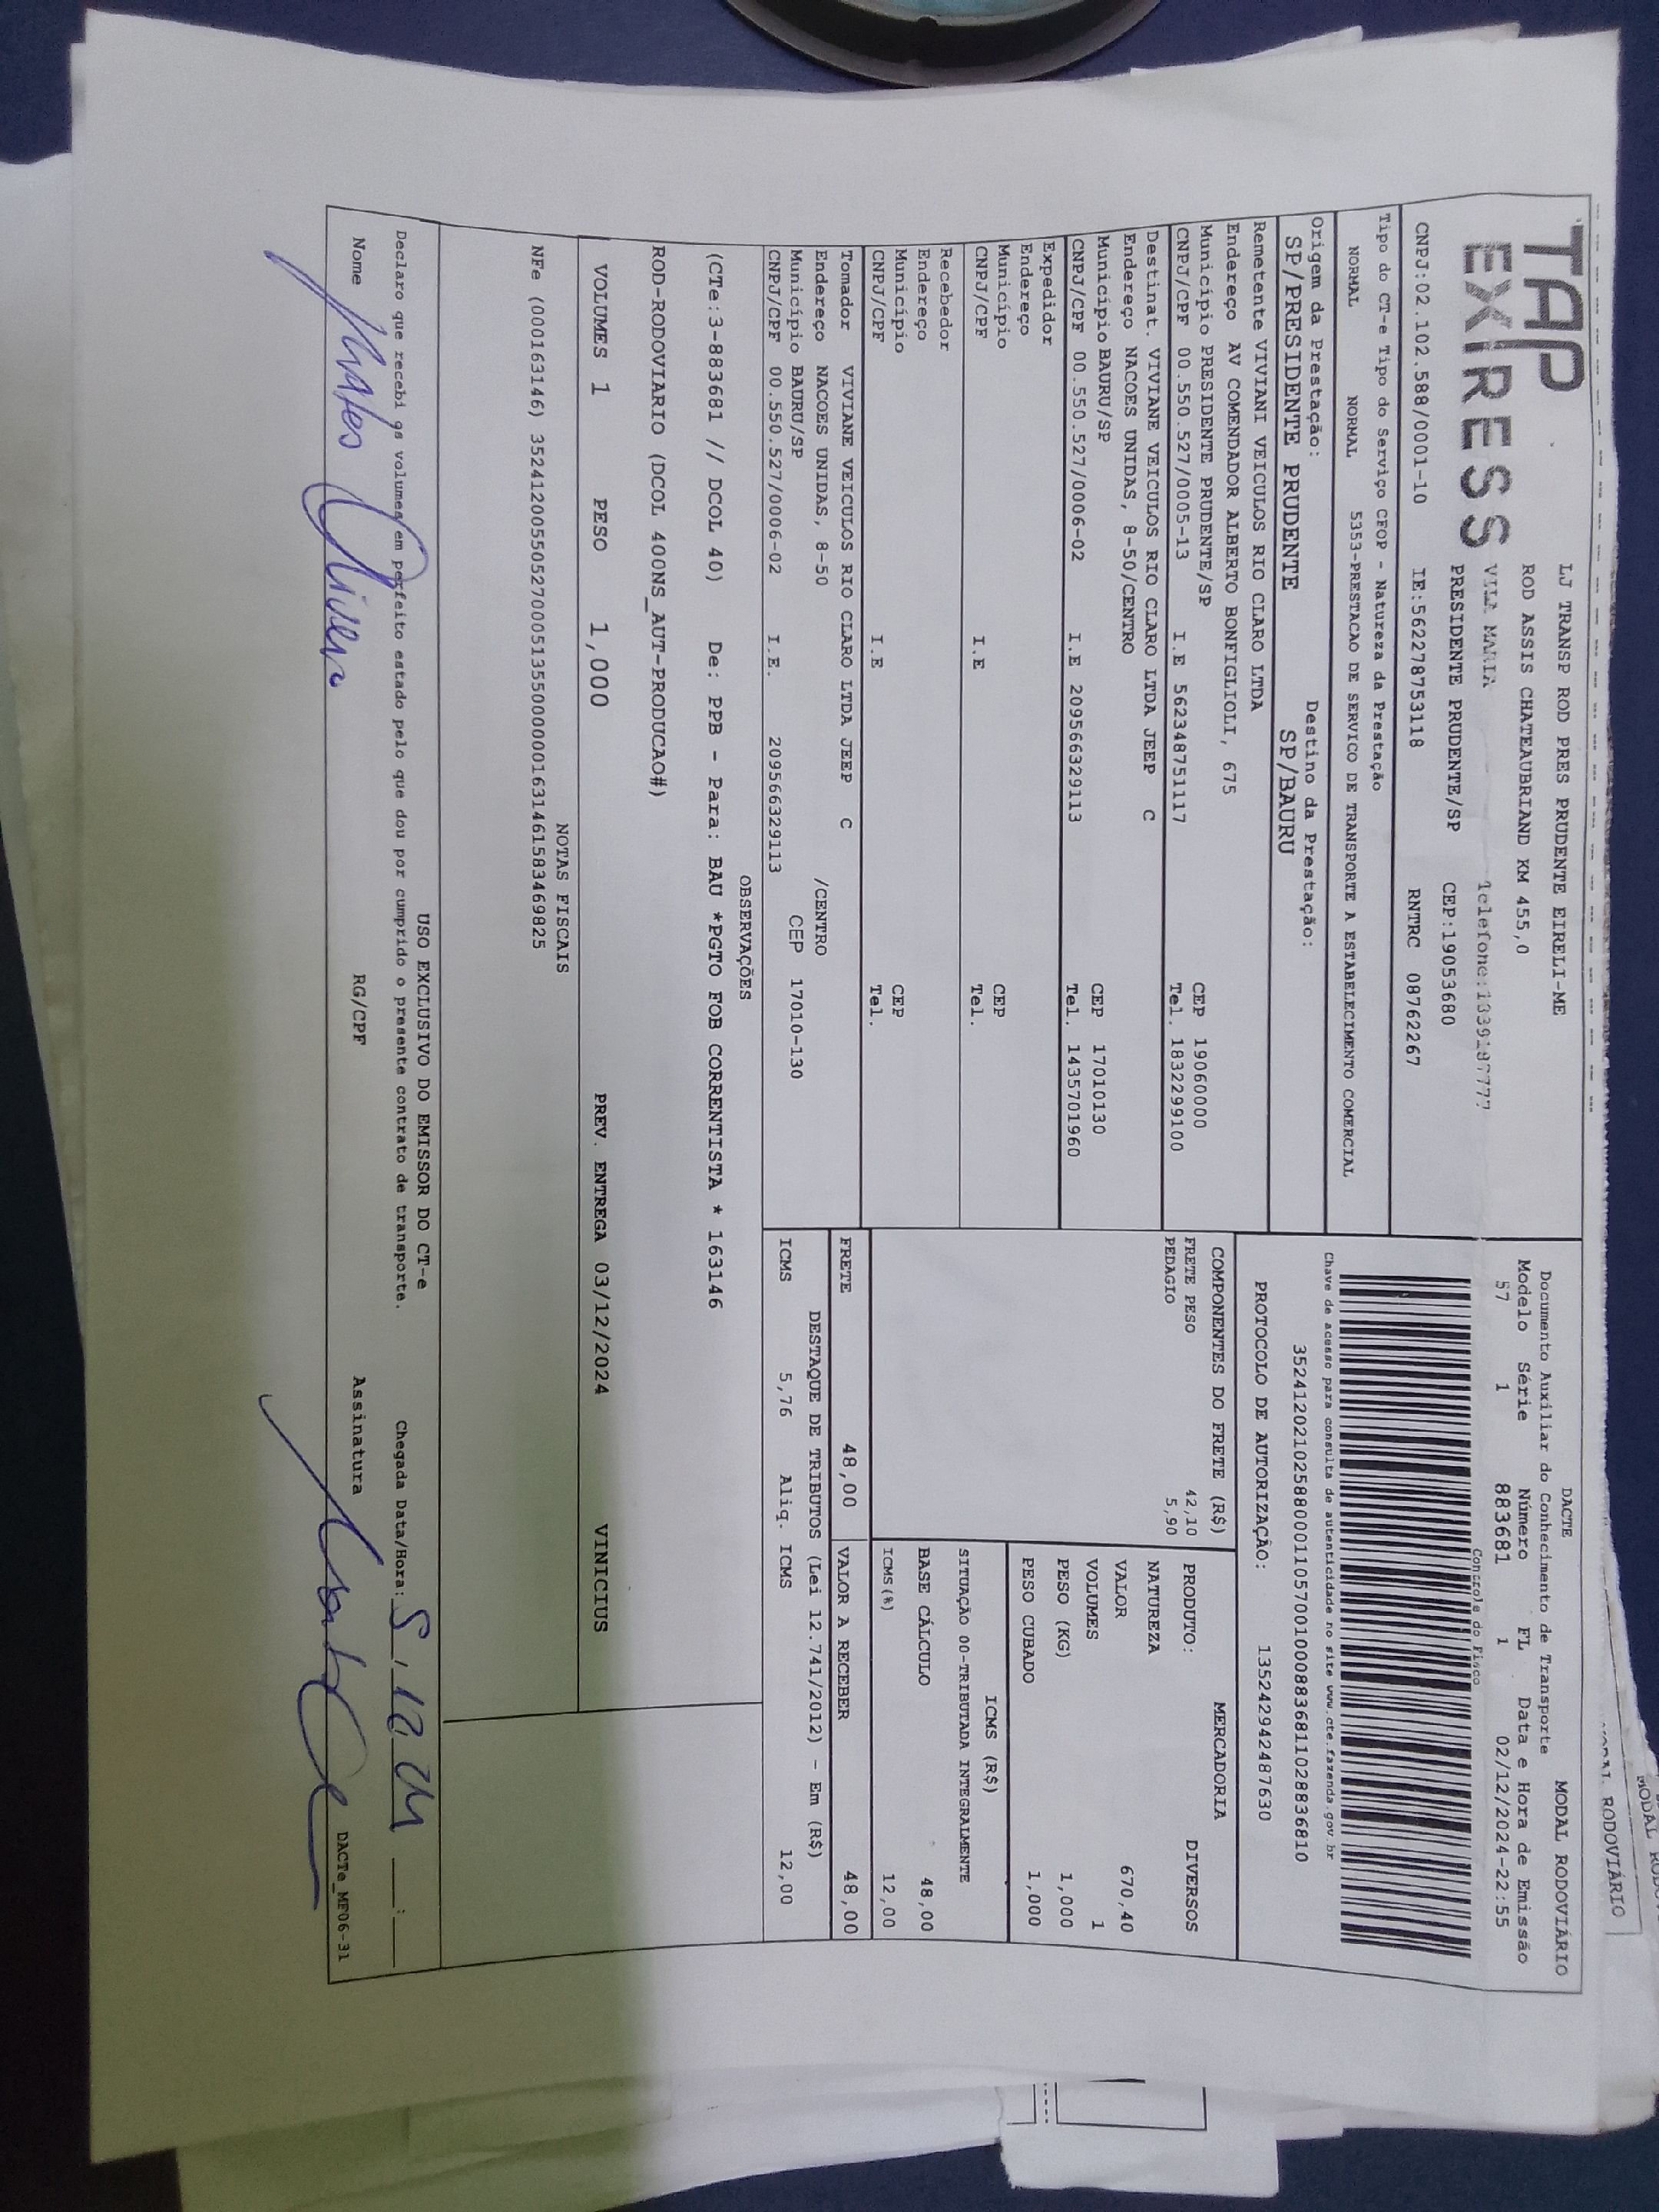 TAP
EXPRESS
LJ TRANSP ROD PRES PRUDENTE EIRELI-ME
ROD ASSIS CHATEAUBRIAND KM 455,0
VILA MARIA
PRESIDENTE PRUDENTE/SP CEP:19053680
CNPJ:02.102.588/0001-10 IE:562278753118 RNTRC 08762267
DACTE MODAL RODOVIÁRIO
Documento Auxiliar do Conhecimento de Transporte
Modelo Série Número FL Data e Hora de Emissão
57 1 883681 1 02/12/2024-22:55
Controle do Fisco
Chave de acesso para consulta de autenticidade no site www.cte.fazenda.gov.br
35241202102588000110570010008836811028836810
PROTOCOLO DE AUTORIZAÇÃO: 135242942487630
Tipo do CT-e Tipo do Serviço CFOP - Natureza da Prestação
NORMAL NORMAL 5353-PRESTACAO DE SERVICO DE TRANSPORTE A ESTABELECIMENTO COMERCIAL
Origem da Prestação: Destino da Prestação:
SP/PRESIDENTE PRUDENTE SP/BAURU
Remetente VIVIANI VEICULOS RIO CLARO LTDA
Endereço AV COMENDADOR ALBERTO BONFIGLIOLI, 675
Município PRESIDENTE PRUDENTE/SP CEP 19060000
CNPJ/CPF 00.550.527/0005-13 I.E 562348751117 Tel. 1832299100
Destinat. VIVIANE VEICULOS RIO CLARO LTDA JEEP C
Endereço NACOES UNIDAS, 8-50/CENTRO
Município BAURU/SP CEP 17010130
CNPJ/CPF 00.550.527/0006-02 I.E 209566329113 Tel. 1435701960
Expedidor
Endereço
Município CEP
CNPJ/CPF I.E Tel.
Recebedor
Endereço
Município CEP
CNPJ/CPF I.E Tel.
Tomador VIVIANE VEICULOS RIO CLARO LTDA JEEP C
Endereço NACOES UNIDAS, 8-50 /CENTRO
Município BAURU/SP CEP 17010-130
CNPJ/CPF 00.550.527/0006-02 I.E. 209566329113
COMPONENTES DO FRETE (R$)
FRETE PESO 42,10
PEDAGIO 5,90
MERCADORIA
PRODUTO: DIVERSOS
NATUREZA
VALOR 670,40
VOLUMES 1
PESO (KG) 1,000
PESO CUBADO 1,000
ICMS (R$)
SITUAÇÃO 00-TRIBUTADA INTEGRALMENTE
BASE CÁLCULO 48,00
ICMS(%) 12,00
FRETE 48,00 VALOR A RECEBER 48,00
DESTAQUE DE TRIBUTOS (Lei 12.741/2012) - Em (R$)
ICMS 5,76 Aliq. ICMS 12,00
OBSERVAÇÕES
(CTe:3-883681 // DCOL 40) De: PPB - Para: BAU *PGTO FOB CORRENTISTA * 163146
ROD-RODOVIARIO (DCOL 400NS_AUT-PRODUCAO#)
VOLUMES 1 PESO 1,000 PREV. ENTREGA 03/12/2024 VINICIUS
NOTAS FISCAIS
NFe (000163146) 35241200550527000513550000001631461583469825
USO EXCLUSIVO DO EMISSOR DO CT-e
Declaro que recebi os volumes em perfeito estado pelo que dou por cumprido o presente contrato de transporte. Chegada Data/Hora:
Nome Oliveira RG/CPF Assinatura
DACTe_MF06-31
MODAL RODOVIÁRIO